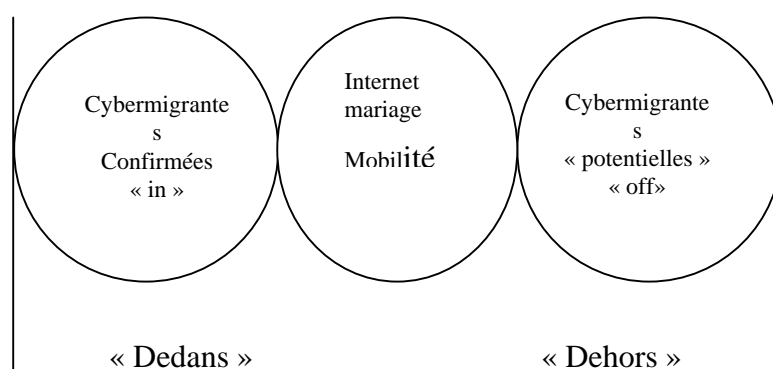 Cybermigrante
s
Confirmées
« in »
Internet
mariage
Mobilité
Cybermigrante
s
« potentielles »
« off»
« Dedans »
« Dehors »